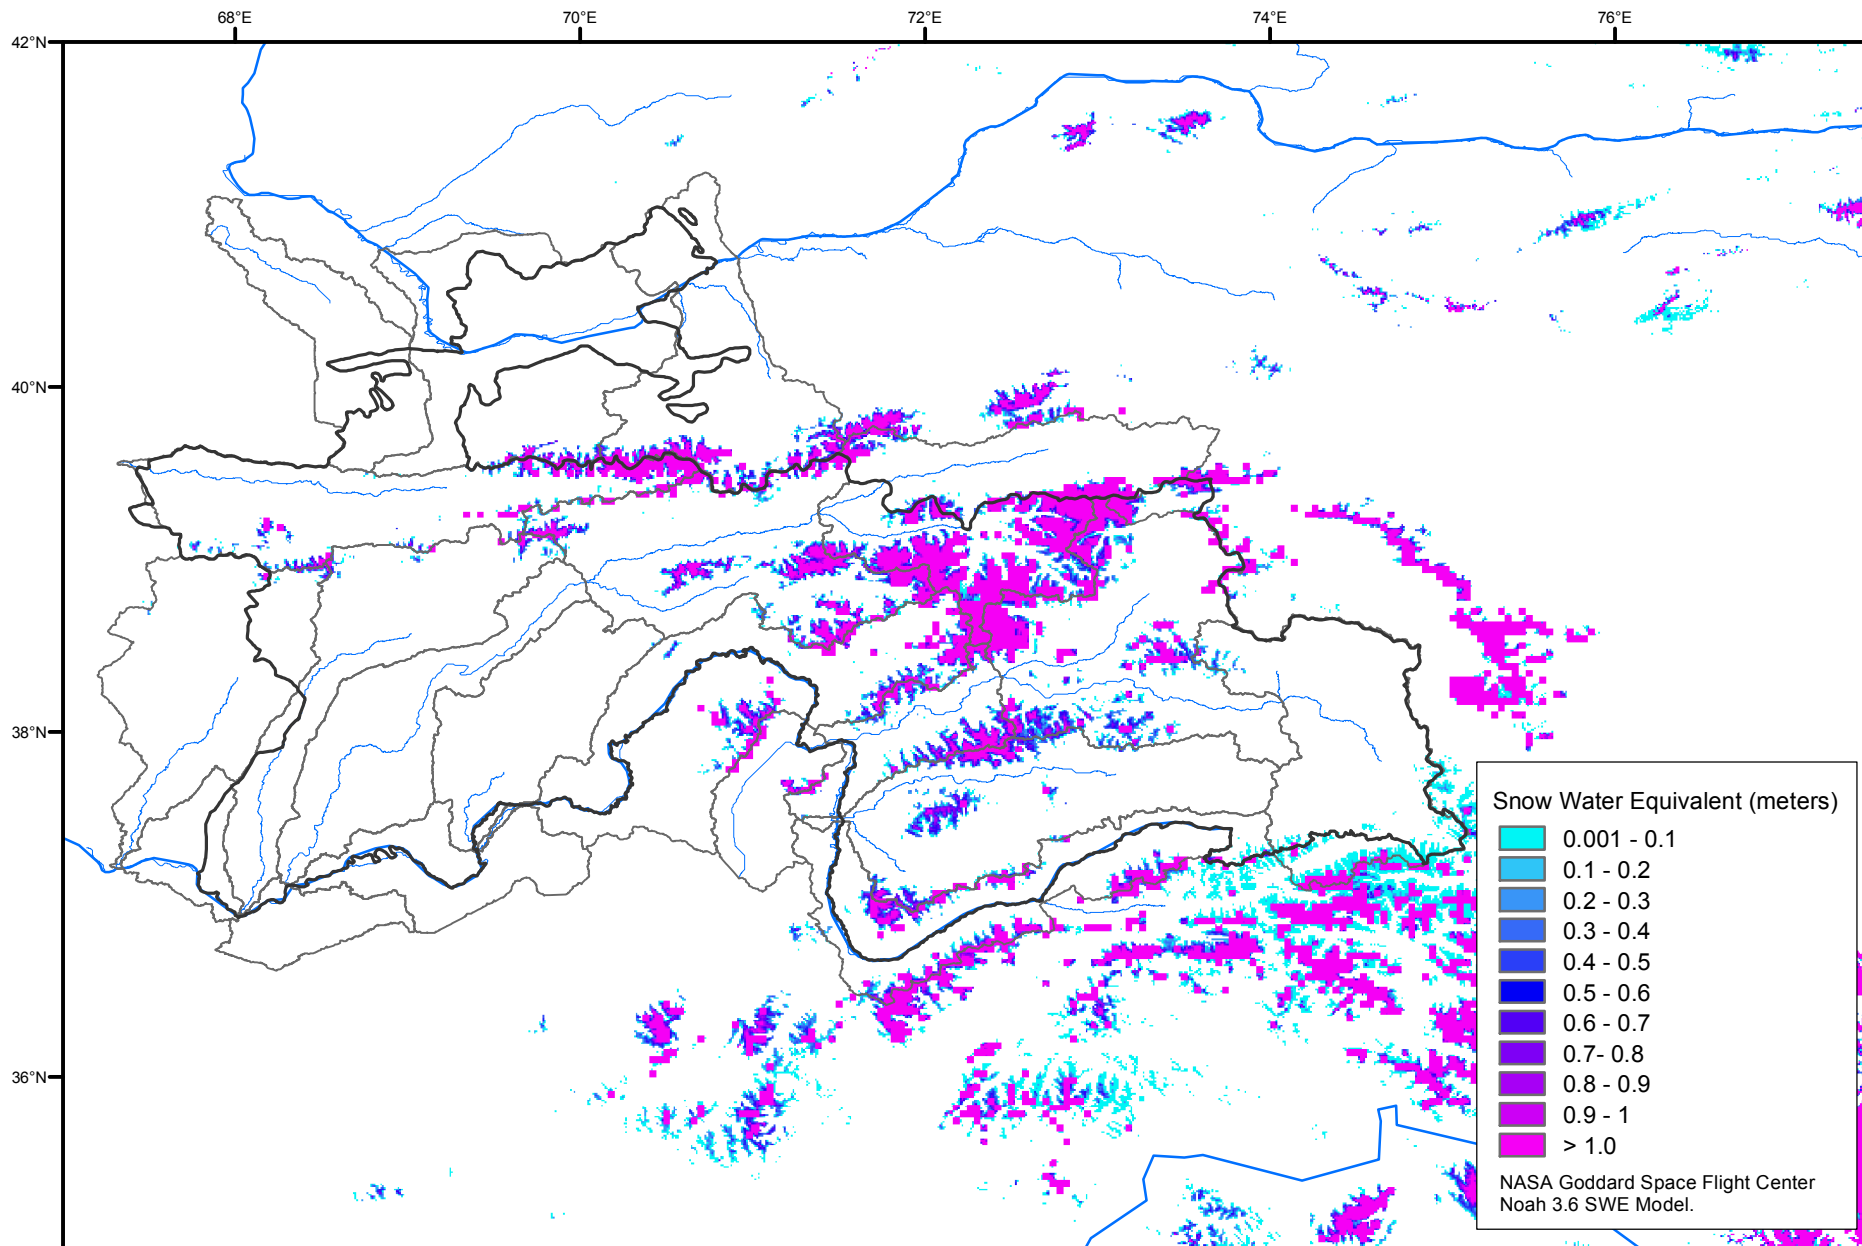 68°E 70°E 72°E 74°E 76°E
42°N
40°N
38°N
36°N
Snow Water Equivalent (meters)
0.001 - 0.1
0.1 - 0.2
0.2 - 0.3
0.3 - 0.4
0.4 - 0.5
0.5 - 0.6
0.6 - 0.7
0.7- 0.8
0.8 - 0.9
0.9 - 1
> 1.0
NASA Goddard Space Flight Center
Noah 3.6 SWE Model.